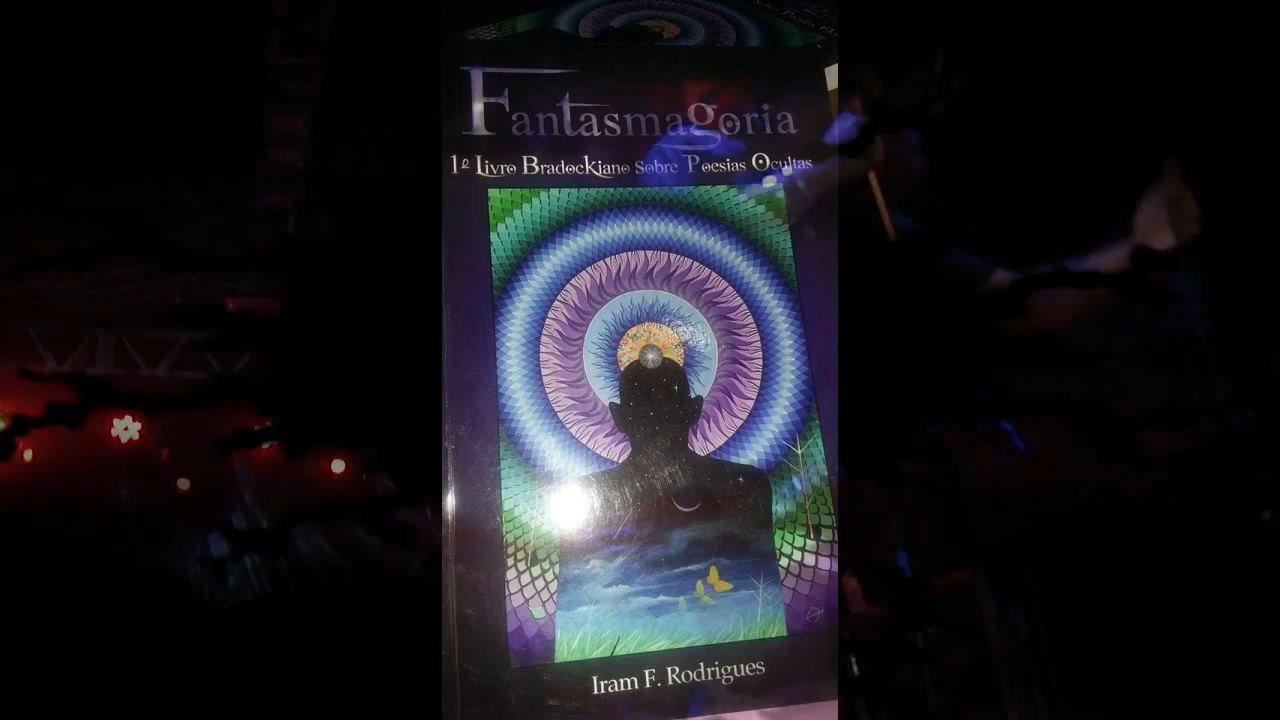 Fantasmagoria
1º Livro Bradockiano Sobre Poesias Ocultas
Iram F. Rodrigues